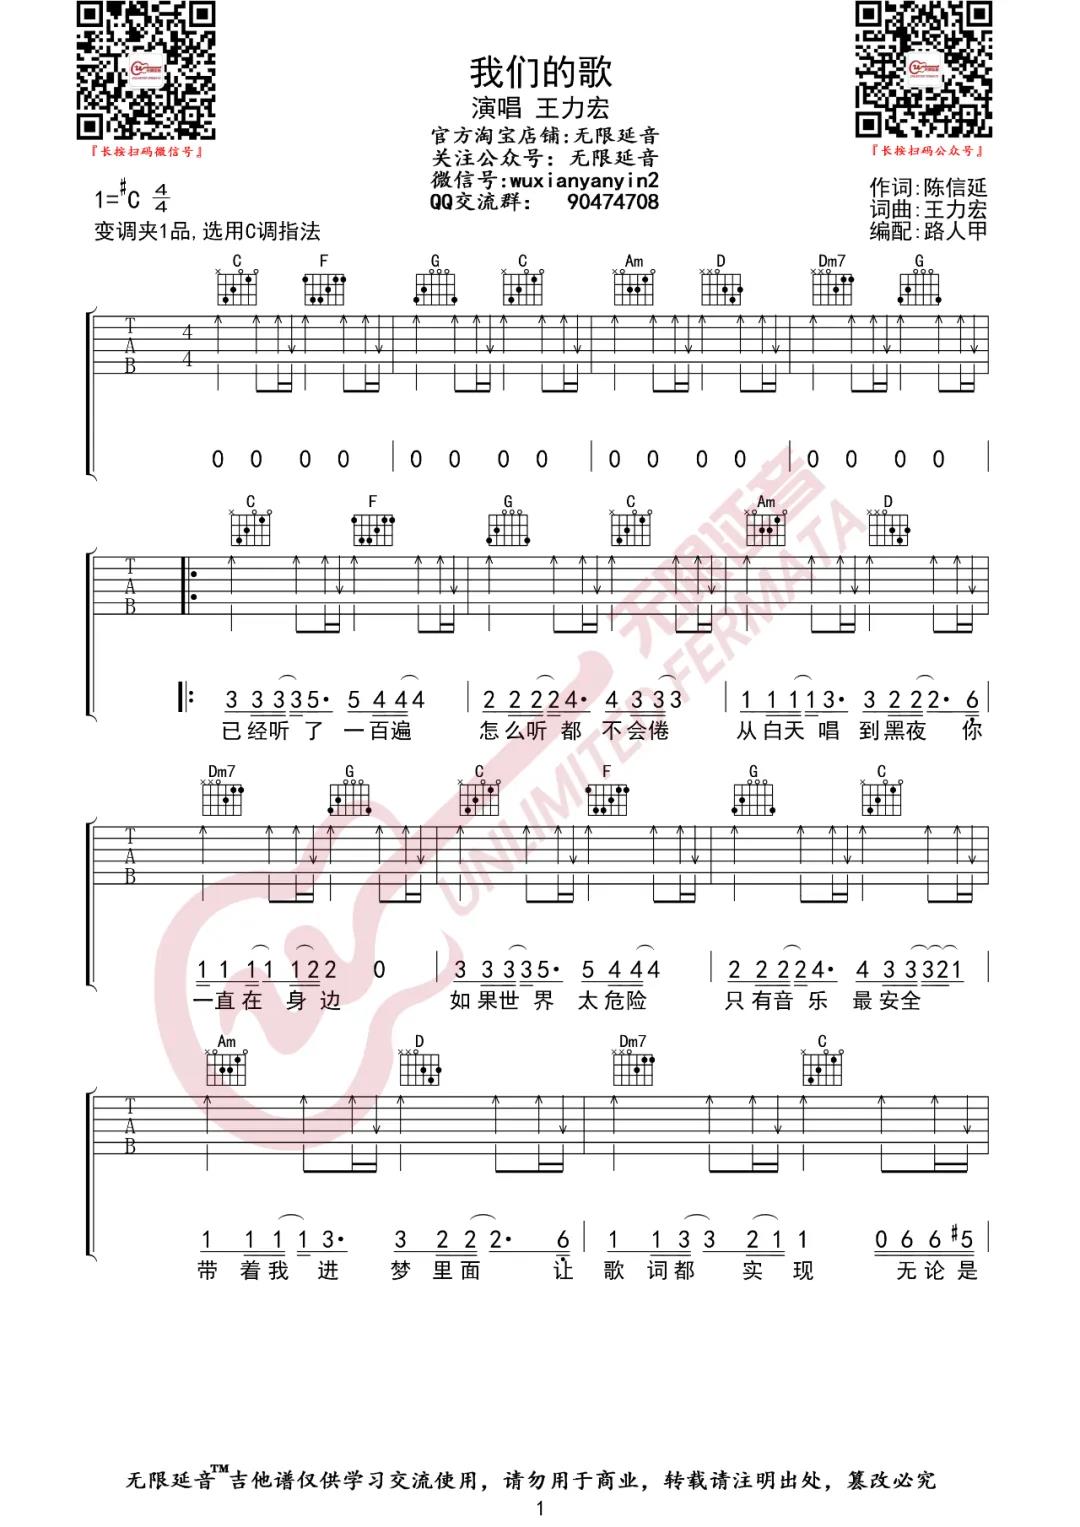 我们的歌
演唱 王力宏
官方淘宝店铺:无限延音
关注公众号: 无限延音
微信号:wuxianyanyin2
QQ交流群: 90474708
『长按扫码微信号』
『长按扫码公众号』
1=#C 4/4
变调夹1品,选用C调指法
作词:陈信延
词曲:王力宏
编配:路人甲
C F G C Am D Dm7 G
T A B 4 4
0 0 0 0 0 0 0 0 0 0 0 0 0 0 0 0
C F G C Am D
T A B
3 3 3 3 3 5· 5 4 4 4 4 2 2 2 2 2 4· 4 3 3 3 3 1 1 1 1 1 3· 3 2 2 2· 6
已经听了一百遍 怎么听都不会倦 从白天唱到黑夜 你
Dm7 G C F G C
T A B
1 1 1 1 1 2 2 0 3 3 3 3 3 5· 5 4 4 4 2 2 2 2 2 4· 4 3 3 3 2 1
一直在身边 如果世界太危险 只有音乐最安全
Am D Dm7 C
T A B
1 1 1 1 3· 3 2 2 2· 6 1 1 3 3 2 1 1 0 6 6 #5
带着我进梦里面 让歌词都实现 无论是
无限延音
UNLIMITED FERMATA
无限延音™吉他谱仅供学习交流使用，请勿用于商业，转载请注明出处，篡改必究
1